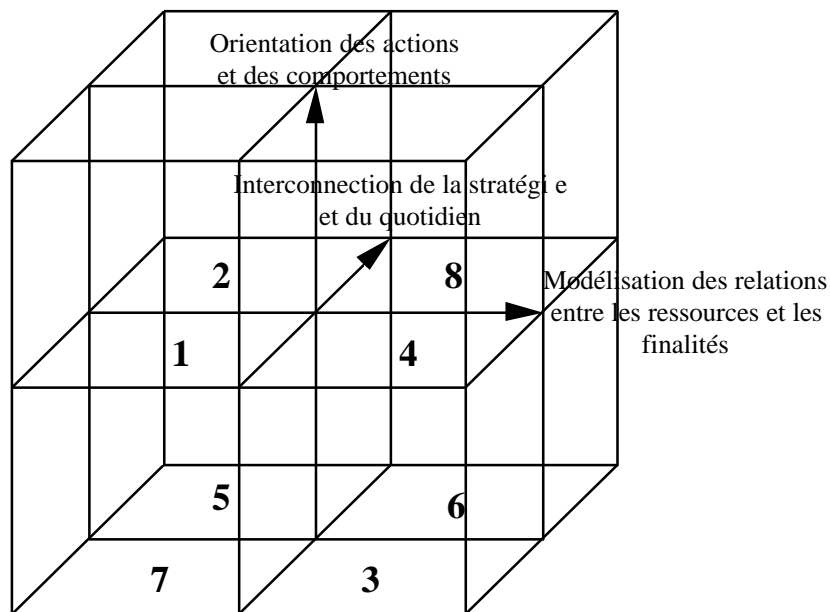 Orientation des actions
et des comportements
Interconnection de la stratégi e
et du quotidien
2
8
Modélisation des relations
entre les ressources et les
finalités
1
4
5
6
7
3